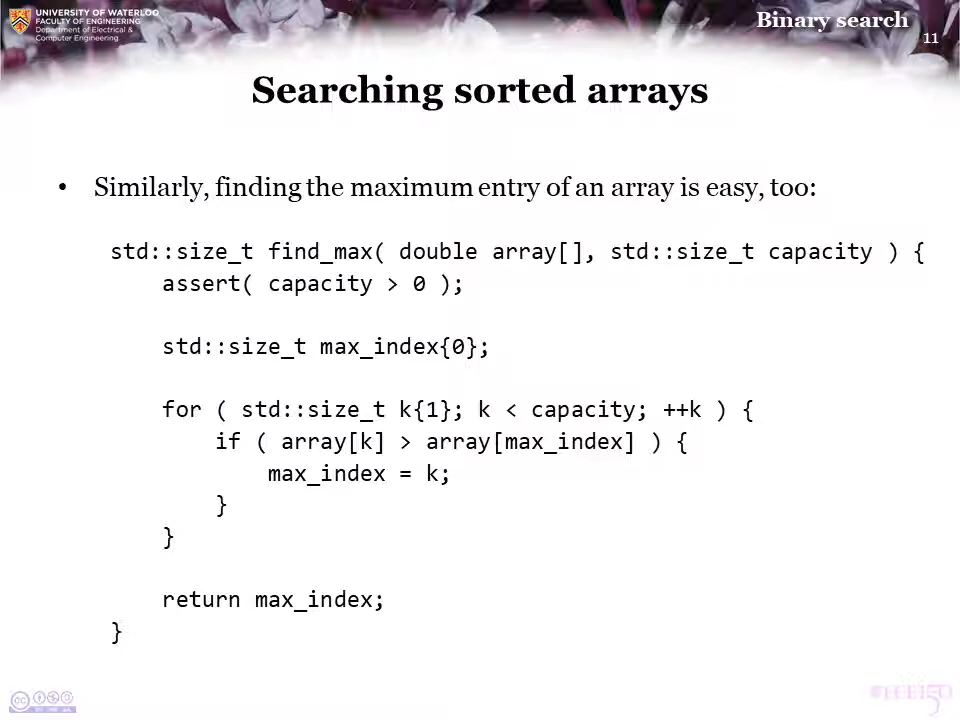 UNIVERSITY OF WATERLOO
FACULTY OF ENGINEERING
Department of Electrical &
Computer Engineering
Binary search
11
Searching sorted arrays
• Similarly, finding the maximum entry of an array is easy, too:
std::size_t find_max( double array[], std::size_t capacity ) {
assert( capacity > 0 );
std::size_t max_index{0};
for ( std::size_t k{1}; k < capacity; ++k ) {
if ( array[k] > array[max_index] ) {
max_index = k;
}
}
return max_index;
}